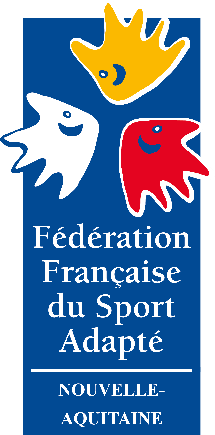 Fédération
Française
du Sport
Adapté
NOUVELLE-
AQUITAINE